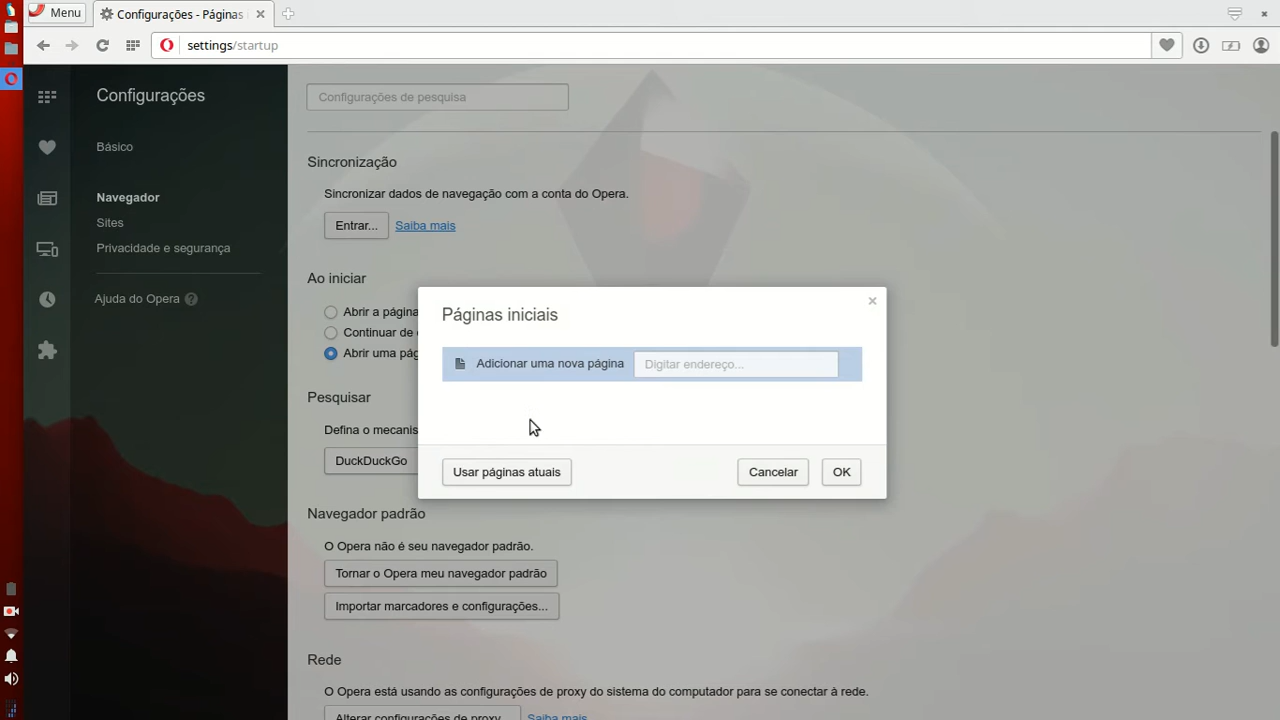 Menu
Configurações - Páginas
settings/startup
Configurações
Básico
Navegador
Sites
Privacidade e segurança
Ajuda do Opera
Configurações de pesquisa
Sincronização
Sincronizar dados de navegação com a conta do Opera.
Entrar... Saiba mais
Ao iniciar
Abrir a página
Continuar de
Abrir uma pág
Pesquisar
Defina o mecanis
DuckDuckGo
Páginas iniciais
Adicionar uma nova página Digitar endereço...
Usar páginas atuais Cancelar OK
Navegador padrão
O Opera não é seu navegador padrão.
Tornar o Opera meu navegador padrão
Importar marcadores e configurações...
Rede
O Opera está usando as configurações de proxy do sistema do computador para se conectar à rede.
Alterar configurações de proxy... Saiba mais